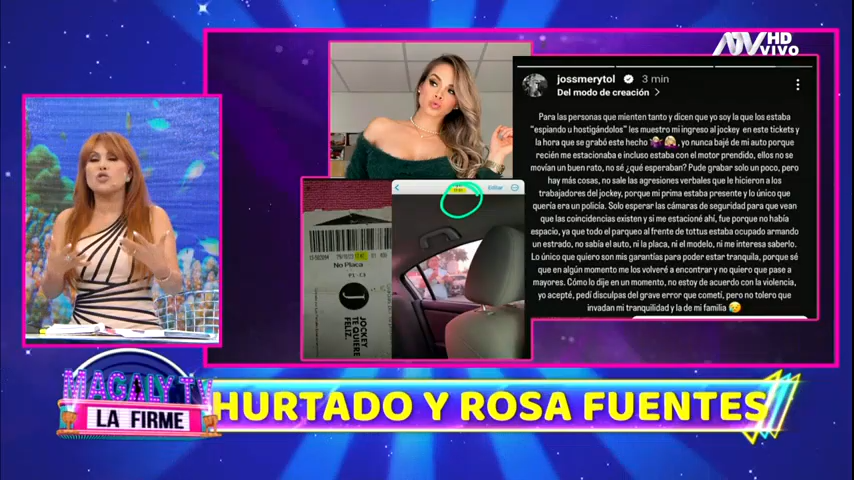 ATV HD
VIVO
jossmerytol 3 min
Del modo de creación >
Para las personas que mienten tanto y dicen que yo soy la que los estaba
"espiando u hostigándolos" les muestro mi ingreso al jockey en este tickets y
la hora que se grabó este hecho , yo nunca bajé de mi auto porque
recién me estacionaba e incluso estaba con el motor prendido, ellos no se
movían un buen rato, no sé ¿qué esperaban? Pude grabar solo un poco, pero
hay más cosas, no sale las agresiones verbales que le hicieron a los
trabajadores del jockey, porque mi prima estaba presente y lo único que
quería era un policía. Solo esperar las cámaras de seguridad para que vean
que las coincidencias existen y si me estacioné ahí, fue porque no había
espacio, ya que todo el parqueo al frente de tottus estaba ocupado armando
un estrado, no sabía el auto, ni la placa, ni el modelo, ni me interesa saberlo.
Lo único que quiero son mis garantías para poder estar tranquila, porque sé
que en algún momento me los volveré a encontrar y no quiero que pase a
mayores. Cómo lo dije en un momento, no estoy de acuerdo con la violencia,
yo acepté, pedí disculpas del grave error que cometí, pero no tolero que
invadan mi tranquilidad y la de mi familia
Editar
No Placa
P1-C3
J
JOCKEY
TE QUIERE
FELIZ..
MAGALY TV
LA FIRME
HURTADO Y ROSA FUENTES